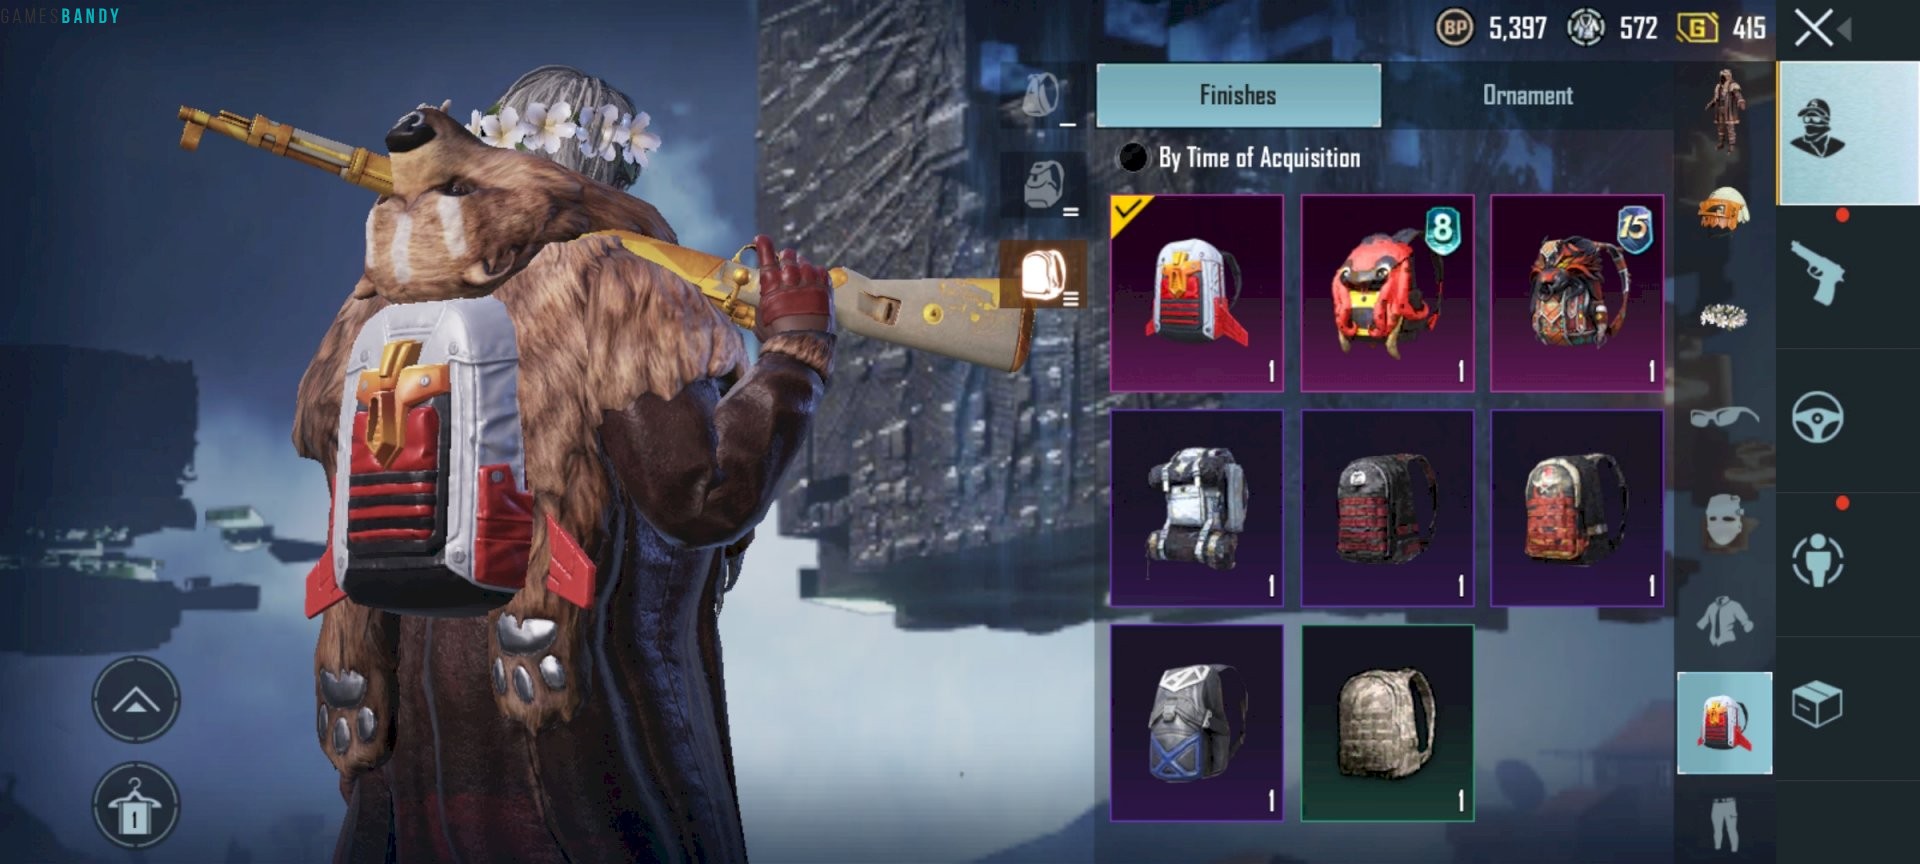 GAMESBANDY
BP 5,397 572 G 415
Finishes Ornament
By Time of Acquisition
8 15
1 1 1
1 1 1
1 1
1